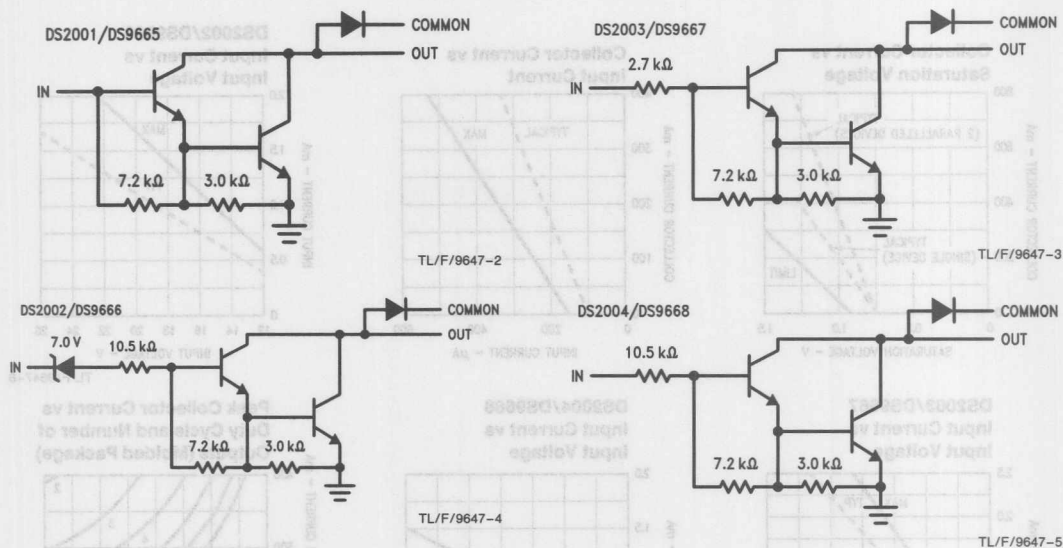 DS2001/DS9665
COMMON
OUT
IN
7.2 kΩ
3.0 kΩ
TL/F/9647-2
DS2003/DS9667
COMMON
OUT
IN
2.7 kΩ
7.2 kΩ
3.0 kΩ
TL/F/9647-3
DS2002/DS9666
COMMON
OUT
7.0 V
10.5 kΩ
IN
7.2 kΩ
3.0 kΩ
TL/F/9647-4
DS2004/DS9668
COMMON
OUT
10.5 kΩ
IN
7.2 kΩ
3.0 kΩ
TL/F/9647-5